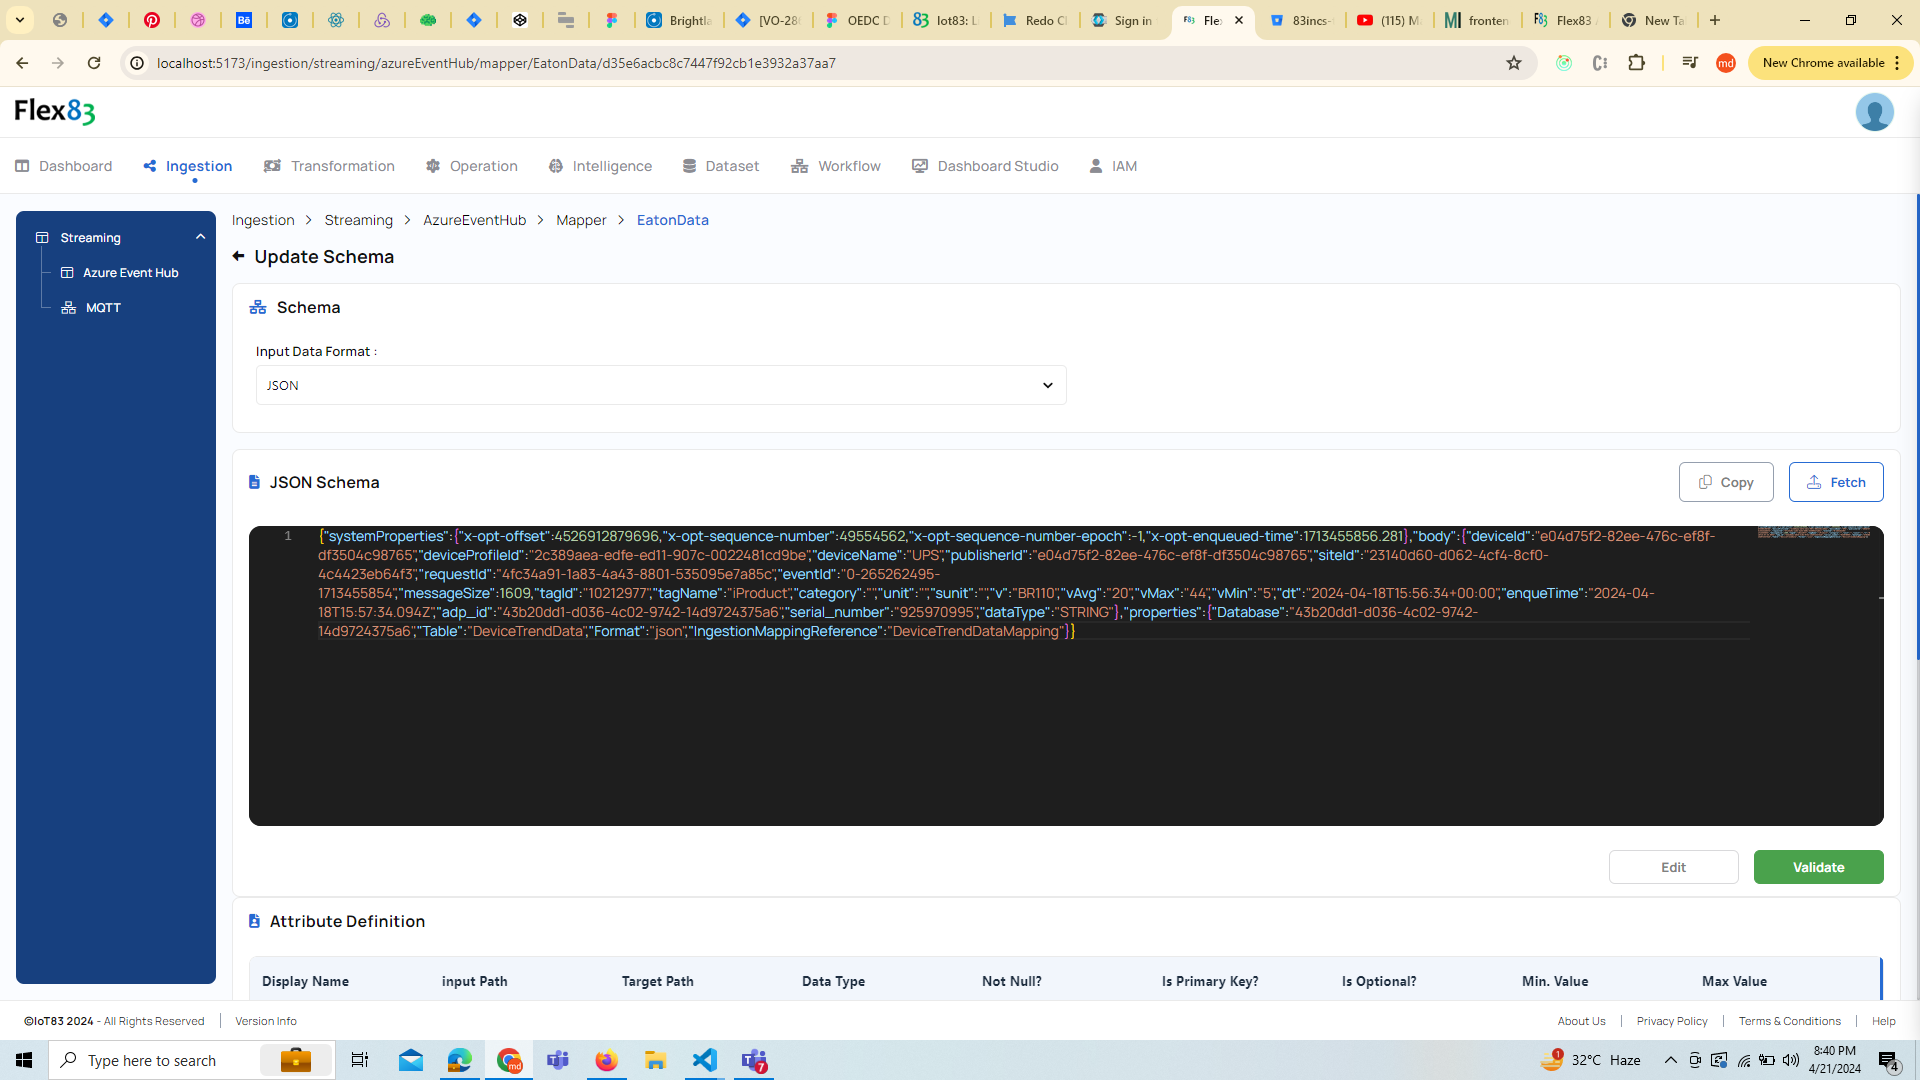 Brightla
[VO-286
OEDC D
Iot83: L
Redo Cl
Sign in
Flex
83incs-
(115) M
fronten
Flex83
New Ta
localhost:5173/ingestion/streaming/azureEventHub/mapper/EatonData/d35e6acbc8c7447f92cb1e3932a37aa7
New Chrome available
Flex83
Dashboard
Ingestion
Transformation
Operation
Intelligence
Dataset
Workflow
Dashboard Studio
IAM
Streaming
Azure Event Hub
MQTT
Ingestion > Streaming > AzureEventHub > Mapper > EatonData
Update Schema
Schema
Input Data Format :
JSON
JSON Schema
Copy
Fetch
1
{"systemProperties":{"x-opt-offset":4526912879696,"x-opt-sequence-number":49554562,"x-opt-sequence-number-epoch":-1,"x-opt-enqueued-time":1713455856.281},"body":{"deviceId":"e04d75f2-82ee-476c-ef8f-
df3504c98765","deviceProfileId":"2c389aea-edfe-ed11-907c-0022481cd9be","deviceName":"UPS","publisherId":"e04d75f2-82ee-476c-ef8f-df3504c98765","siteId":"23140d60-d062-4cf4-8cf0-
4c4423eb64f3","requestId":"4fc34a91-1a83-4a43-8801-535095e7a85c","eventId":"0-265262495-
1713455854","messageSize":1609,"tagId":"10212977","tagName":"iProduct","category":"","unit":"","sunit":"","v":"BR110","vAvg":"20","vMax":"44","vMin":"5","dt":"2024-04-18T15:56:34+00:00","enqueTime":"2024-04-
18T15:57:34.094Z","adp_id":"43b20dd1-d036-4c02-9742-14d9724375a6","serial_number":"925970995","dataType":"STRING"},"properties":{"Database":"43b20dd1-d036-4c02-9742-
14d9724375a6","Table":"DeviceTrendData","Format":"json","IngestionMappingReference":"DeviceTrendDataMapping"}}
Edit
Validate
Attribute Definition
Display Name
input Path
Target Path
Data Type
Not Null?
Is Primary Key?
Is Optional?
Min. Value
Max Value
©IoT83 2024 - All Rights Reserved
Version Info
About Us
Privacy Policy
Terms & Conditions
Help
Type here to search
7
1
32°C Haze
8:40 PM
4/21/2024
4